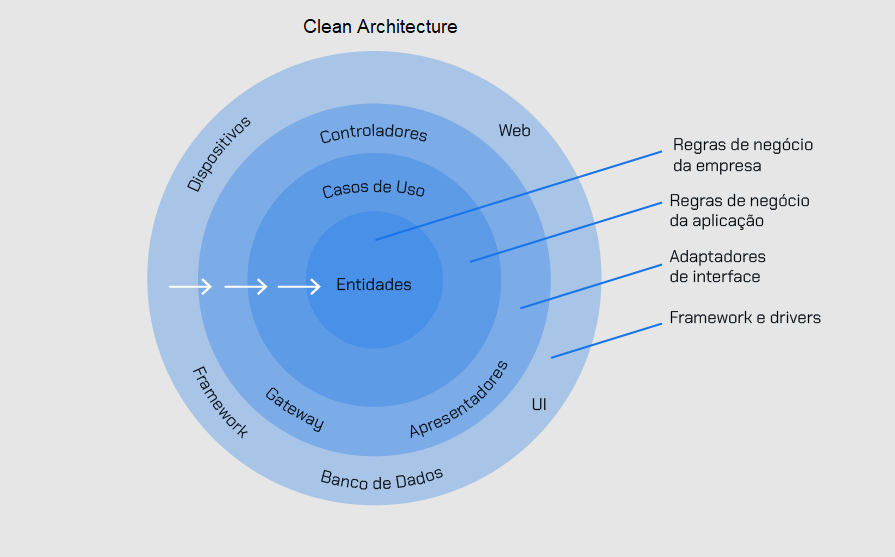 Clean Architecture
Dispositivos
Controladores
Web
Casos de Uso
Entidades
Framework
Gateway
Apresentadores
UI
Banco de Dados
Regras de negócio
da empresa
Regras de negócio
da aplicação
Adaptadores
de interface
Framework e drivers